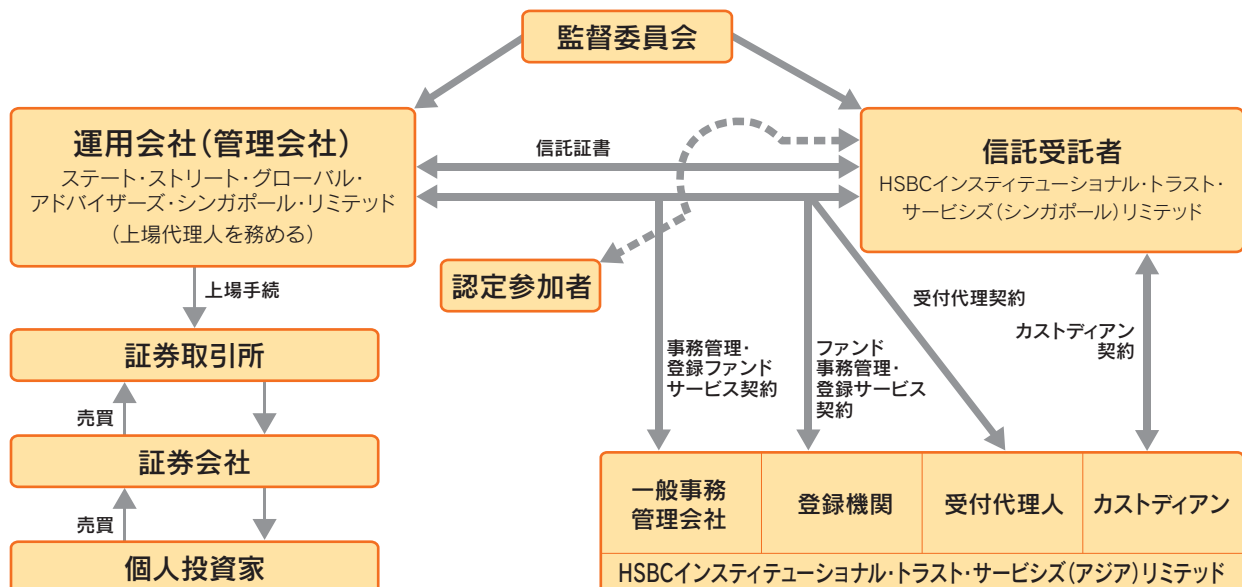 監督委員会
運用会社(管理会社)
ステート・ストリート・グローバル・
アドバイザーズ・シンガポール・リミテッド
(上場代理人を務める)
信託証書
信託受託者
HSBCインスティテューショナル・トラスト・
サービシズ(シンガポール)リミテッド
認定参加者
上場手続
証券取引所
売買
証券会社
売買
個人投資家
事務管理・
登録ファンド
サービス契約
ファンド
事務管理・
登録サービス
契約
受付代理契約
カストディアン
契約
一般事務
管理会社
登録機関
受付代理人
カストディアン
HSBCインスティテューショナル・トラスト・サービシズ(アジア)リミテッド